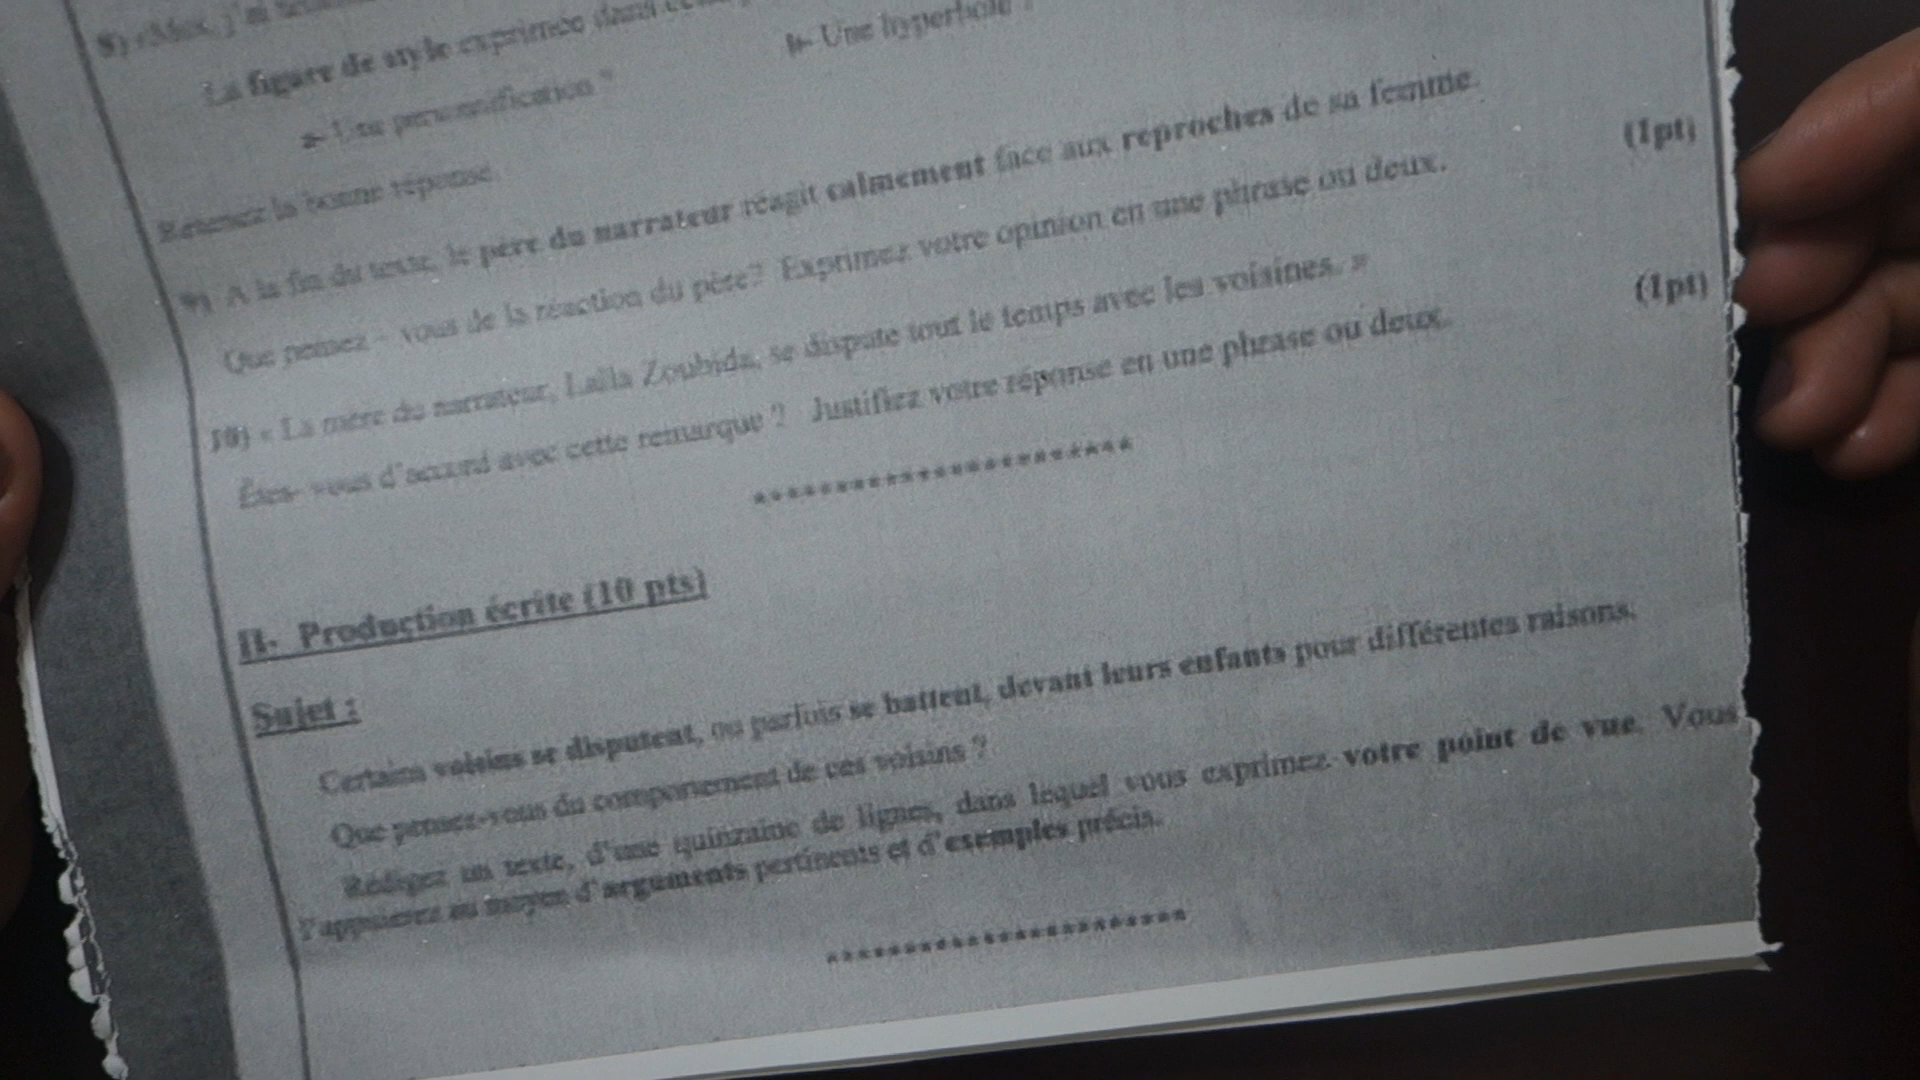 8) « Moi, j'ai
La figure de style exprimée dans
a- Une personnification "
b- Une hyperbole ?
Retenez la bonne réponse.
9) A la fin du texte, le père du narrateur réagit calmement face aux reproches de sa femme.
Que pensez - vous de la réaction du père? Exprimez votre opinion en une phrase ou deux. (1pt)
10) « La mère du narrateur, Lalla Zoubida, se dispute tout le temps avec les voisines. »
Êtes- vous d'accord avec cette remarque ? Justifiez votre réponse en une phrase ou deux. (1pt)
***********************
II- Production écrite (10 pts)
Sujet :
Certains voisins se disputent, ou parfois se battent, devant leurs enfants pour différentes raisons.
Que pensez-vous du comportement de ces voisins ?
Rédigez un texte, d'une quinzaine de lignes, dans lequel vous exprimez votre point de vue. Vous
l'appuierez au moyen d'arguments pertinents et d'exemples précis.
***********************